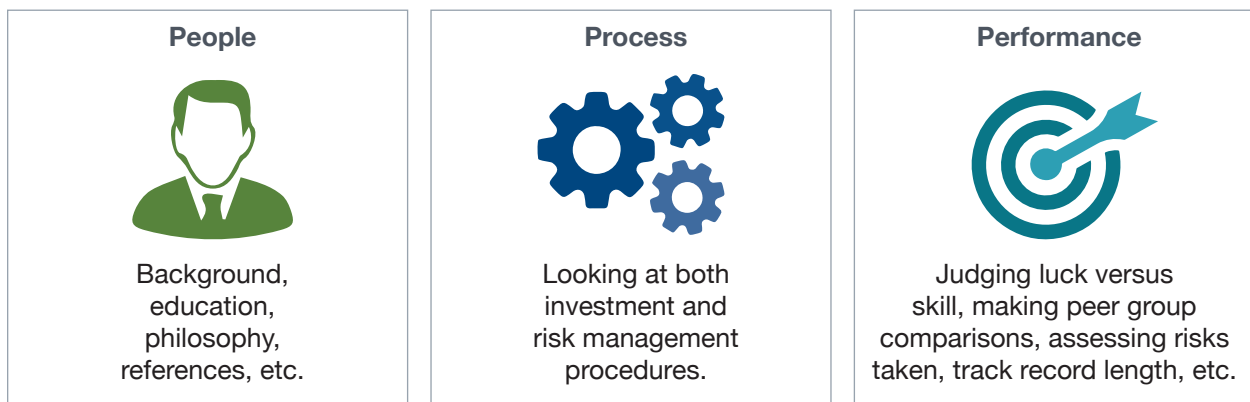 People
Background,
education,
philosophy,
references, etc.
Process
Looking at both
investment and
risk management
procedures.
Performance
Judging luck versus
skill, making peer group
comparisons, assessing risks
taken, track record length, etc.